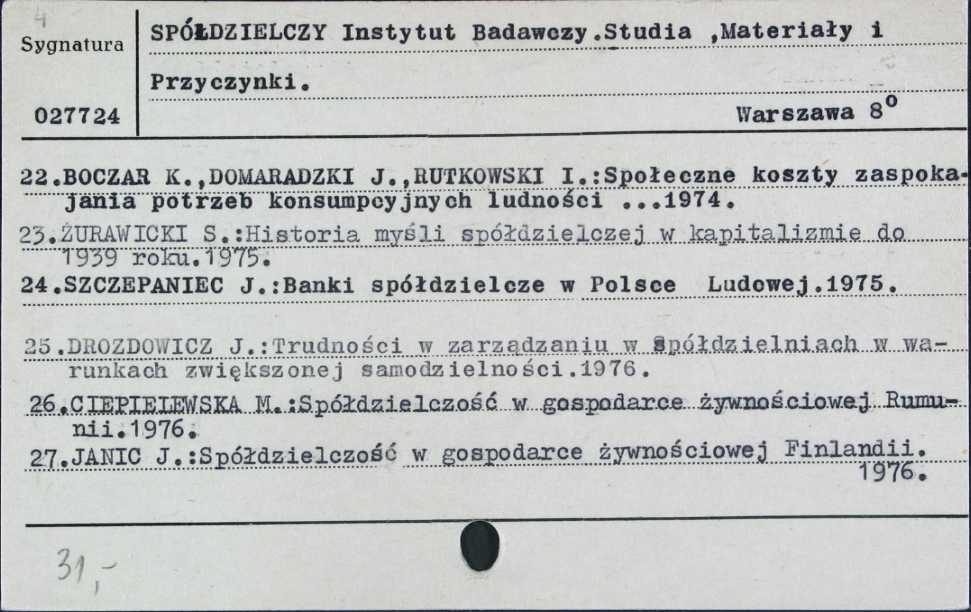 4
Sygnatura
SPÓŁDZIELCZY Instytut Badawczy.Studia ,Materiały i
Przyczynki.
027724
Warszawa 8º
22.BOCZAR K.,DOMARADZKI J.,RUTKOWSKI I.:Społeczne koszty zaspoka-
jania potrzeb konsumpcyjnych ludności ...1974.
23.ŻURAWICKI S.:Historia myśli spółdzielczej w kapitalizmie do
1939 roku.1975.
24.SZCZEPANIEC J.:Banki spółdzielcze w Polsce Ludowej.1975.
25.DROZDOWICZ J.:Trudności w zarządzaniu w spółdzielniach w wa-
runkach zwiększonej samodzielności.1976.
26.CIEPIELEWSKA M.:Spółdzielczość w gospodarce żywnościowej Rumu-
nii.1976.
27.JANIC J.:Spółdzielczość w gospodarce żywnościowej Finlandii.
1976.
31,-